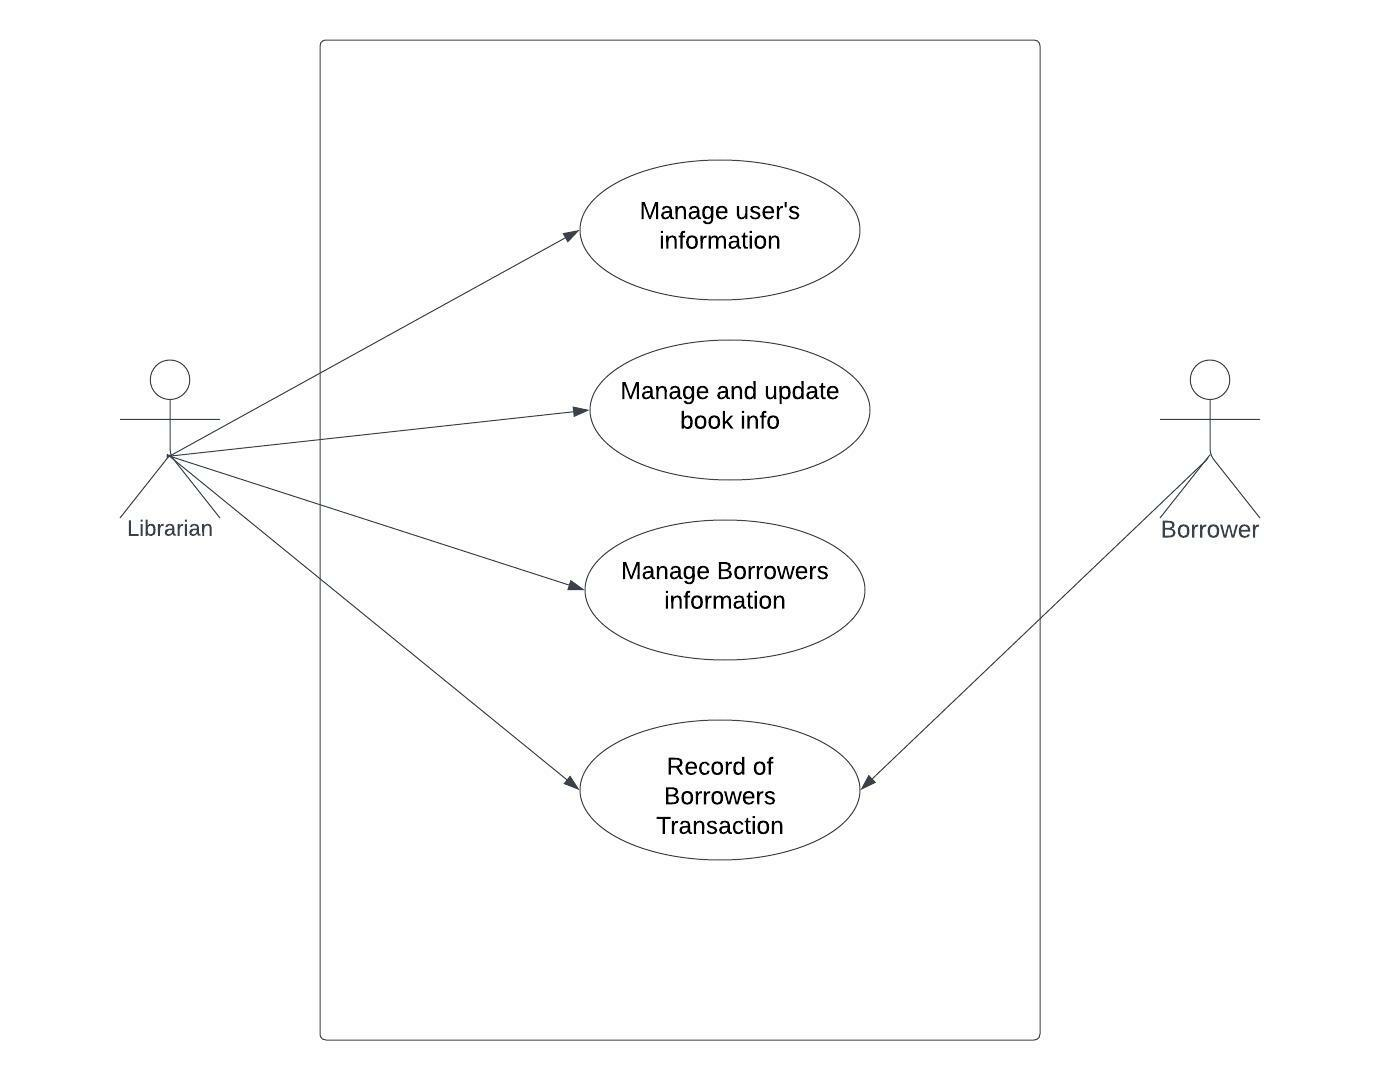 Manage user's
information
Manage and update
book info
Librarian
Borrower
Manage Borrowers
information
Record of
Borrowers
Transaction